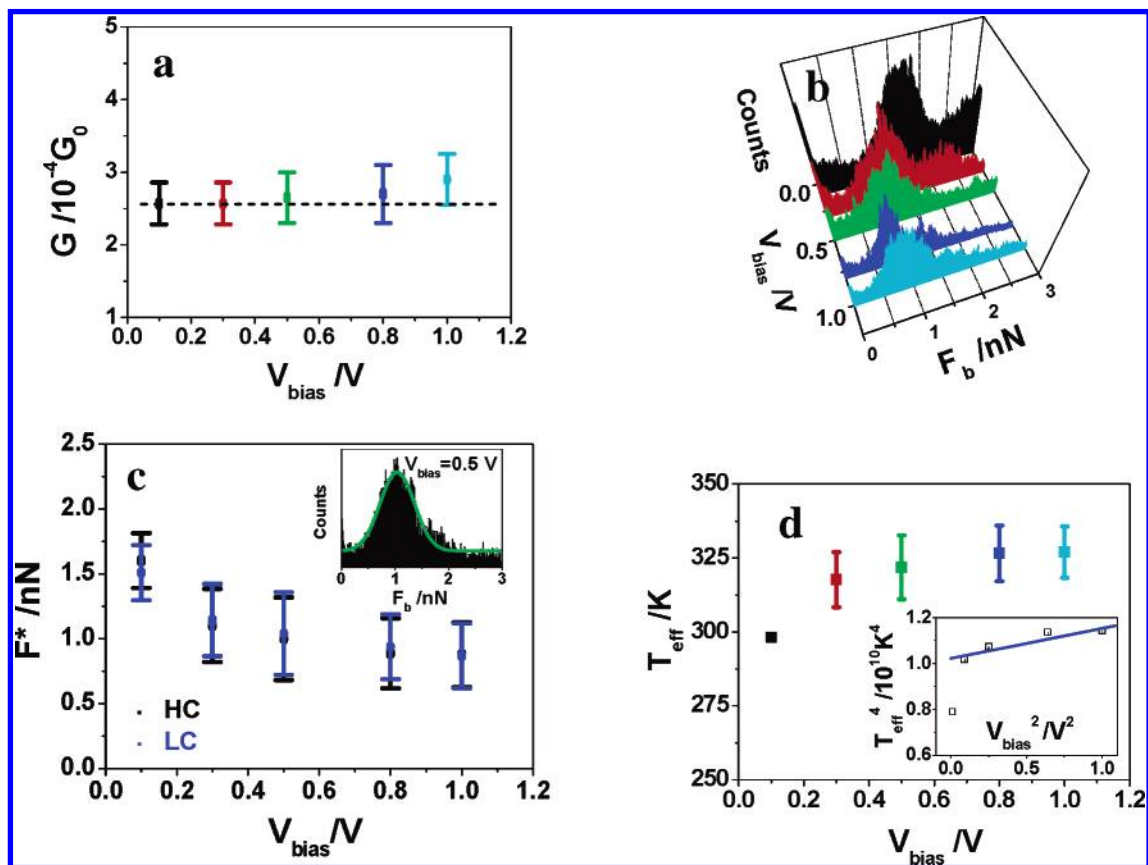 a
G /10⁻⁴G₀
5
4
3
2
1
0.0 0.2 0.4 0.6 0.8 1.0 1.2
V_bias /V
b
Counts
0.0
0.5
1.0
V_bias /V
0 1 2 3
F_b /nN
c
F* /nN
2.5
2.0
1.5
1.0
0.5
0.0
HC
LC
0.0 0.2 0.4 0.6 0.8 1.0 1.2
V_bias /V
V_bias=0.5 V
Counts
0 1 2 3
F_b /nN
d
T_eff /K
350
325
300
275
250
0.0 0.2 0.4 0.6 0.8 1.0 1.2
V_bias /V
T_eff⁴ /10¹⁰K⁴
1.2
1.0
0.8
0.6
V_bias² /V²
0.0 0.5 1.0